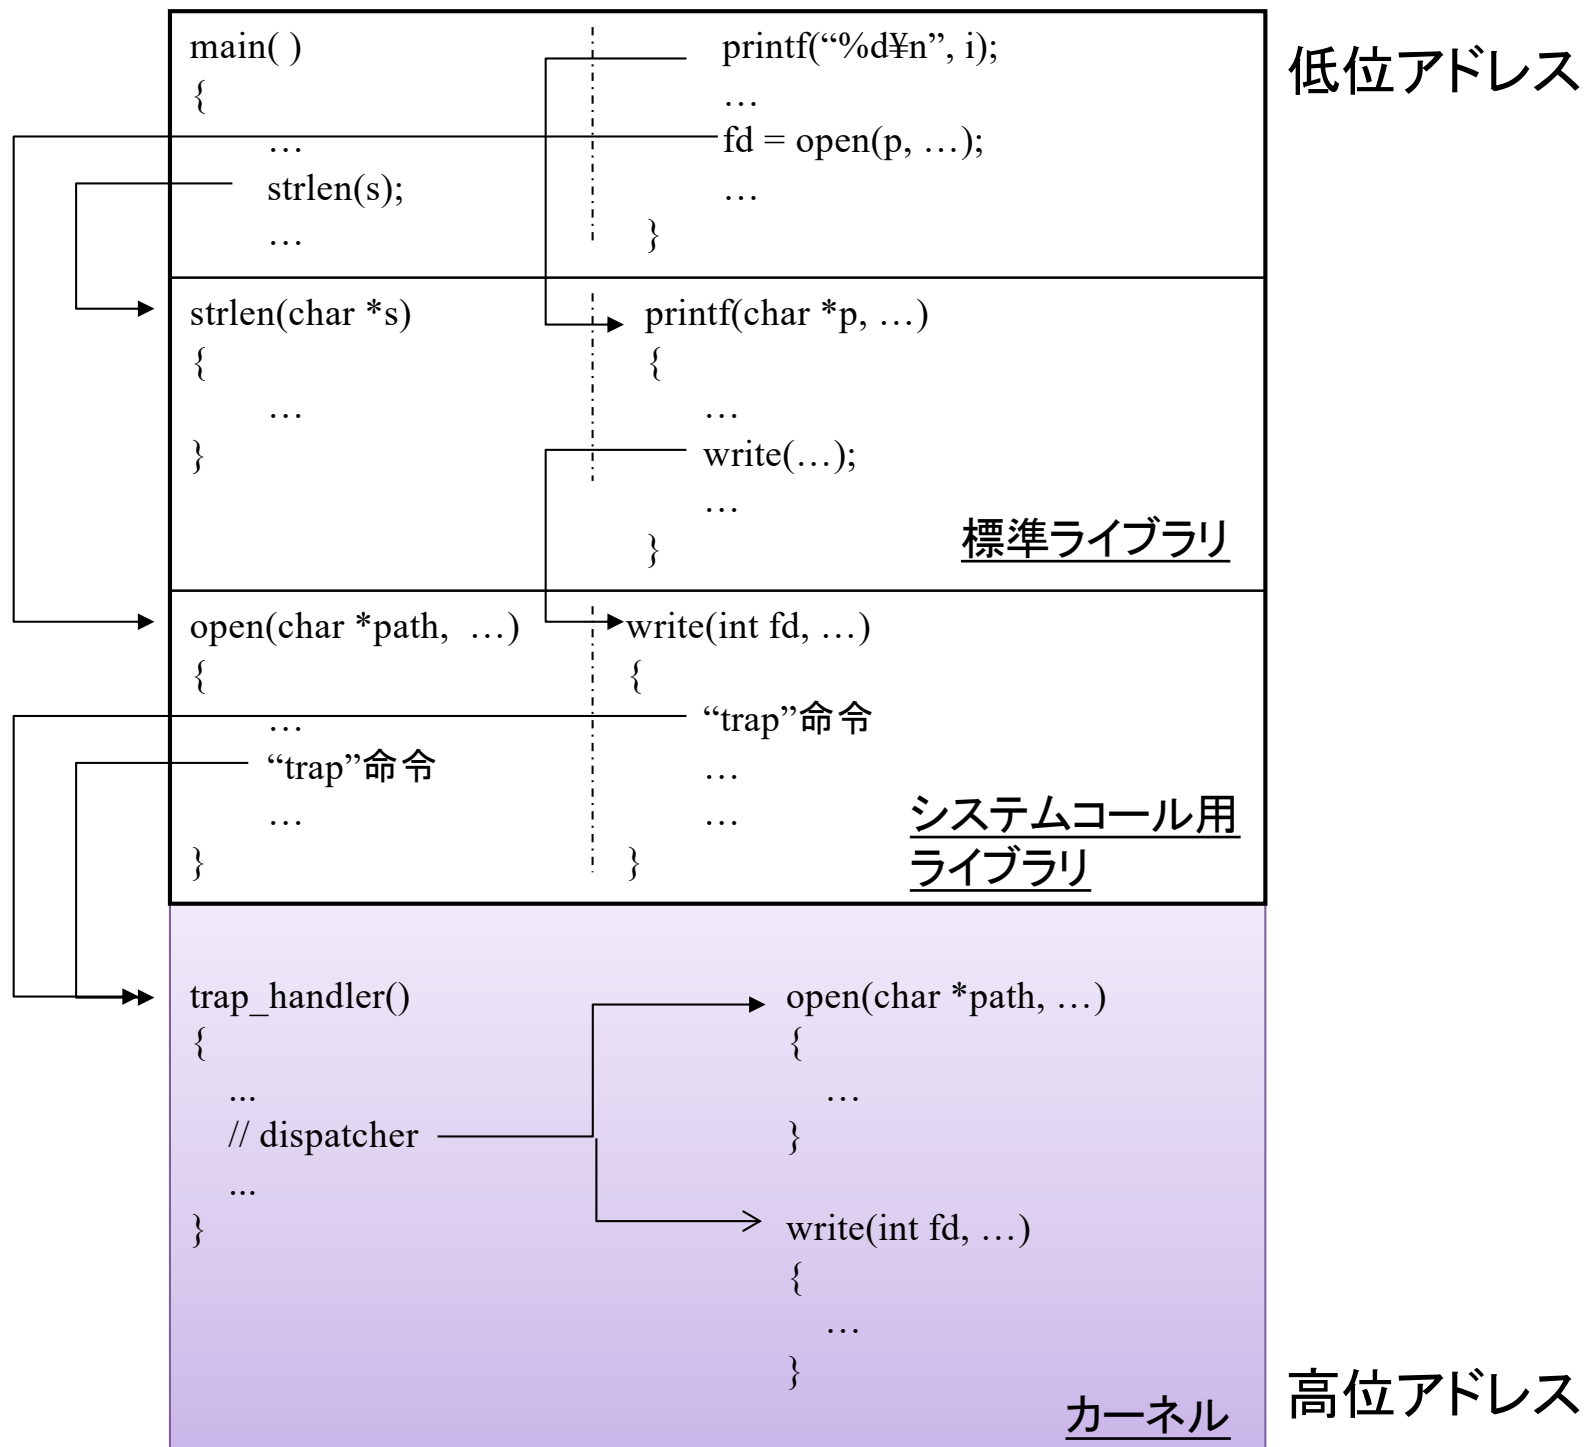 main( )
{
…
strlen(s);
…
printf(“%d¥n”, i);
…
fd = open(p, …);
…
}
低位アドレス
strlen(char *s)
{
…
}
printf(char *p, …)
{
…
write(…);
…
}
標準ライブラリ
open(char *path, …)
{
…
“trap”命令
…
}
write(int fd, …)
{
“trap”命令
…
…
}
システムコール用
ライブラリ
trap_handler()
{
...
// dispatcher
...
}
open(char *path, …)
{
…
}
write(int fd, …)
{
…
}
カーネル
高位アドレス